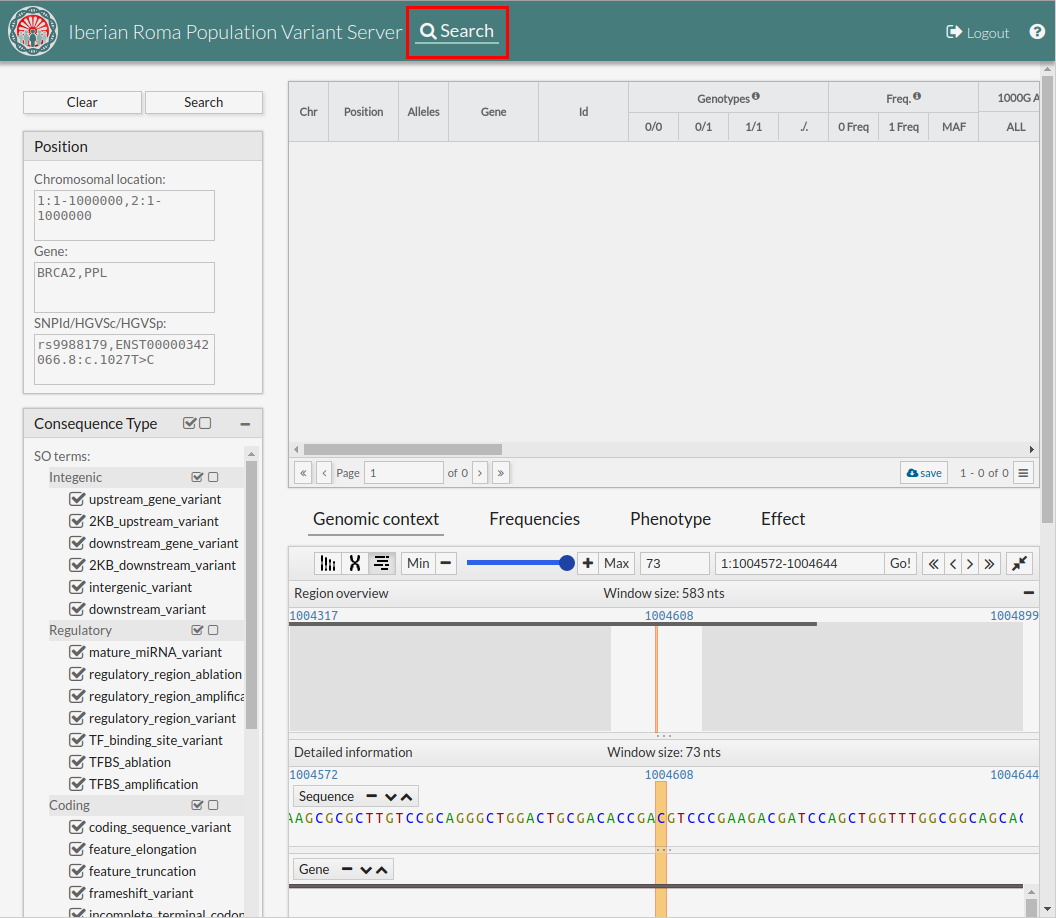 Iberian Roma Population Variant Server
Search
Logout
Clear
Search
Position
Chromosomal location:
1:1-1000000,2:1-
1000000
Gene:
BRCA2,PPL
SNPId/HGVSc/HGVSp:
rs9988179,ENST00000342
066.8:c.1027T>C
Consequence Type
SO terms:
Integenic
upstream_gene_variant
2KB_upstream_variant
downstream_gene_variant
2KB_downstream_variant
intergenic_variant
downstream_variant
Regulatory
mature_miRNA_variant
regulatory_region_ablation
regulatory_region_amplifica
regulatory_region_variant
TF_binding_site_variant
TFBS_ablation
TFBS_amplification
Coding
coding_sequence_variant
feature_elongation
feature_truncation
frameshift_variant
incomplete_terminal_codon
Chr Position Alleles Gene Id Genotypes Freq. 1000G A
0/0 0/1 1/1 ./. 0 Freq 1 Freq MAF ALL
« ‹ Page 1 of 0 › » save 1 - 0 of 0
Genomic context Frequencies Phenotype Effect
Min Max 73 1:1004572-1004644 Go!
Region overview Window size: 583 nts
1004317 1004608 1004899
Detailed information Window size: 73 nts
1004572 1004608 1004644
Sequence
AAGCGCGCTTGTCCGCAGGGCTGGACTGCGACACCGACGTCCCGAAGACGATCCAGCTGGTTTGGCGGCAGCAC
Gene